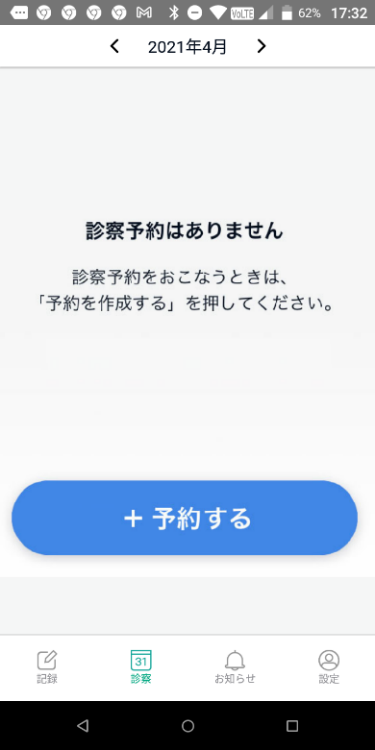 VoLTE 62% 17:32
2021年4月
診察予約はありません
診察予約をおこなうときは、
「予約を作成する」を押してください。
＋ 予約する
31
記録 診察 お知らせ 設定